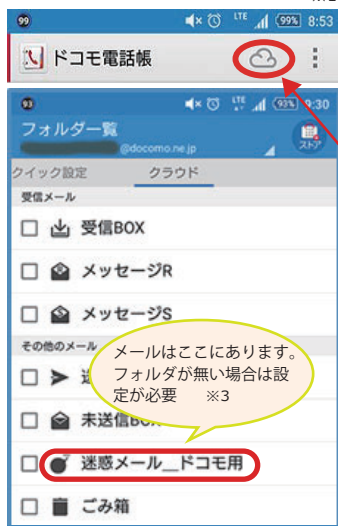 99 LTE 99% 8:53
ドコモ電話帳
93 LTE 93% 9:30
フォルダ一覧
@docomo.ne.jp
ストア
クイック設定 クラウド
受信メール
受信BOX
メッセージR
メッセージS
その他のメール
メールはここにあります。
フォルダが無い場合は設
定が必要 ※3
未送信BOX
迷惑メール__ドコモ用
ごみ箱